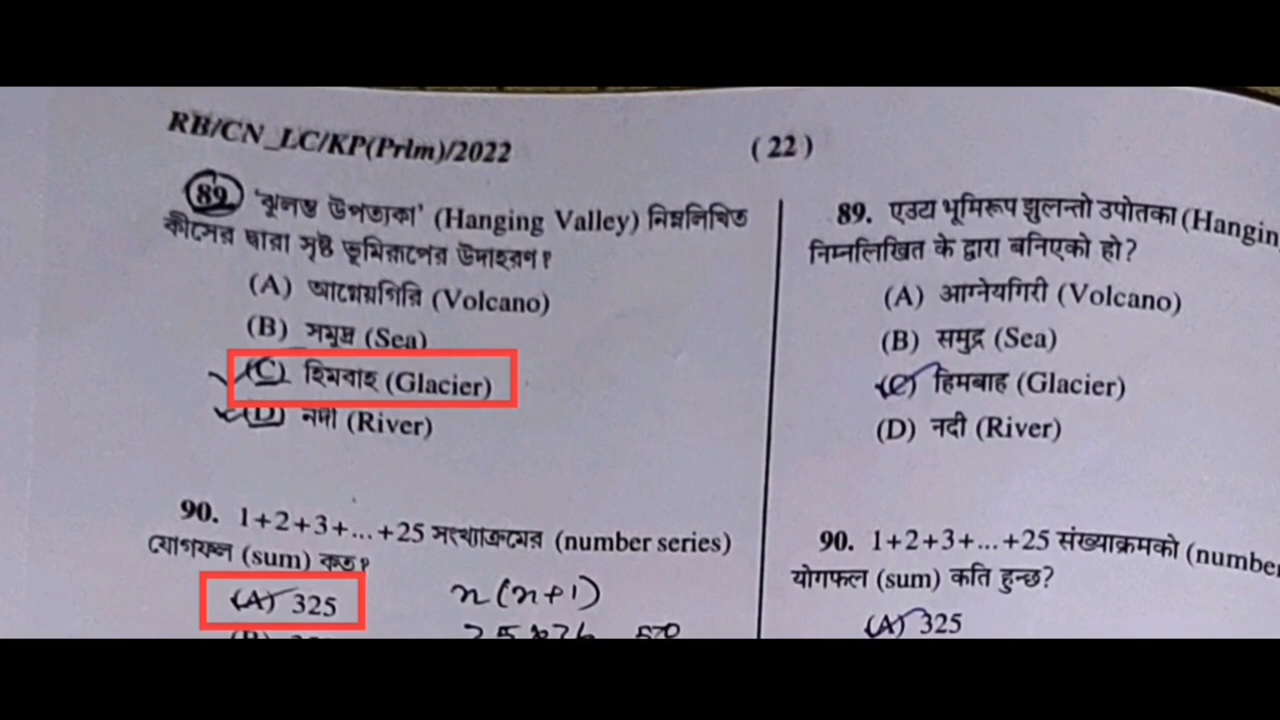 RB/CN_LC/KP(Prlm)/2022
( 22 )
89. 'ঝুলন্ত উপত্যকা' (Hanging Valley) নিম্নলিখিত
কীসের দ্বারা সৃষ্ট ভূমিরূপের উদাহরণ?
(A) আগ্নেয়গিরি (Volcano)
(B) সমুদ্র (Sea)
(C) হিমবাহ (Glacier)
(D) নদী (River)
90. 1+2+3+...+25 সংখ্যাক্রমের (number series)
যোগফল (sum) কত?
(A) 325
n(n+1)
89. एउटा भूमिरूप झुलन्तो उपोतका (Hangin
निम्नलिखित के द्वारा बनिएको हो?
(A) आग्नेयगिरी (Volcano)
(B) समुद्र (Sea)
(C) हिमबाह (Glacier)
(D) नदी (River)
90. 1+2+3+...+25 संख्याक्रमको (number
योगफल (sum) कति हुन्छ?
(A) 325